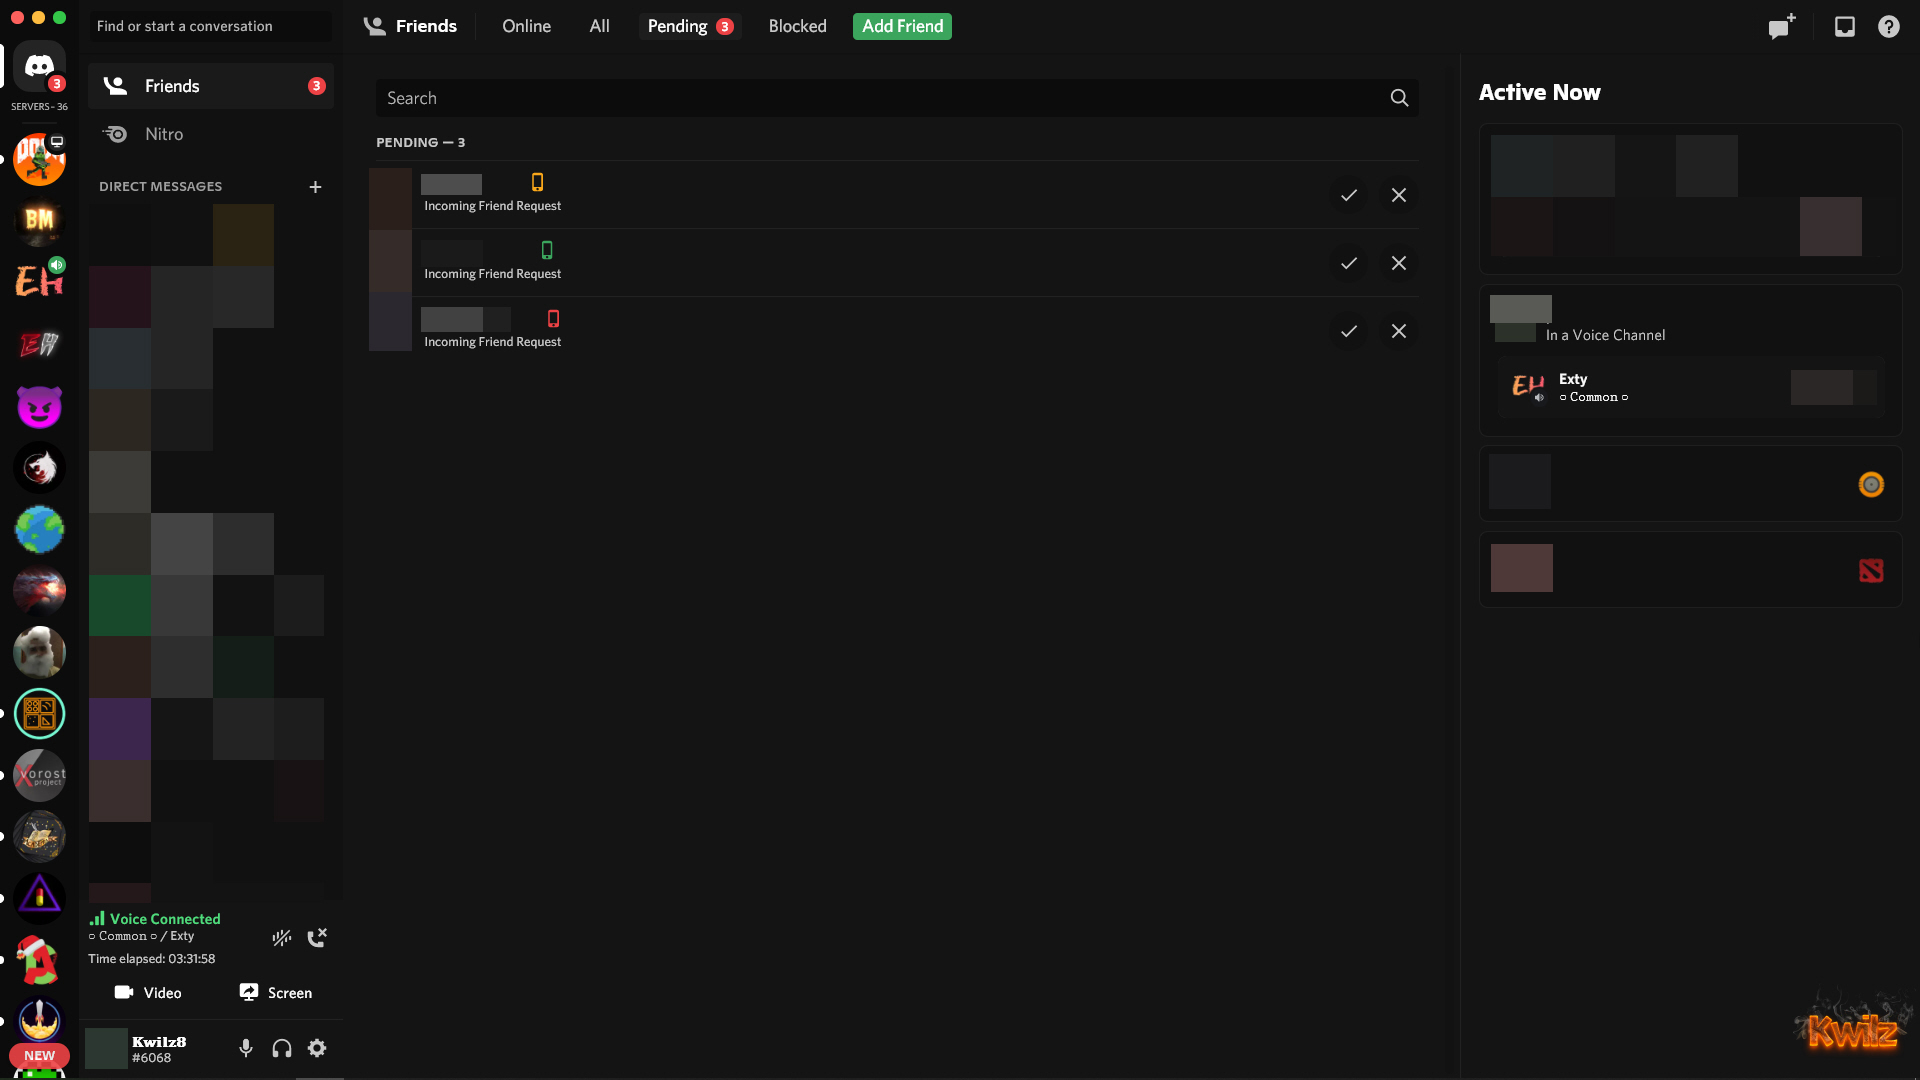 Find or start a conversation
Friends
Online
All
Pending 3
Blocked
Add Friend
3
SERVERS - 36
Friends 3
Nitro
DIRECT MESSAGES
Search
PENDING — 3
Incoming Friend Request
Incoming Friend Request
Incoming Friend Request
Active Now
In a Voice Channel
EH
Exty
○ Common ○
BM
EH
EH
Vorost
project
Voice Connected
○ Common ○ / Exty
Time elapsed: 03:31:58
Video
Screen
Kwilz8
#6068
NEW
Kwilz